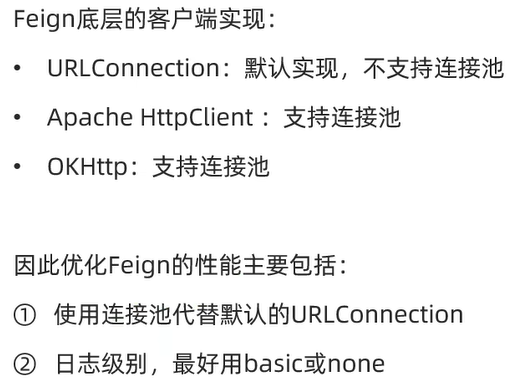 Feign底层的客户端实现：
• URLConnection：默认实现，不支持连接池
• Apache HttpClient ：支持连接池
• OKHttp：支持连接池
因此优化Feign的性能主要包括：
① 使用连接池代替默认的URLConnection
② 日志级别，最好用basic或none